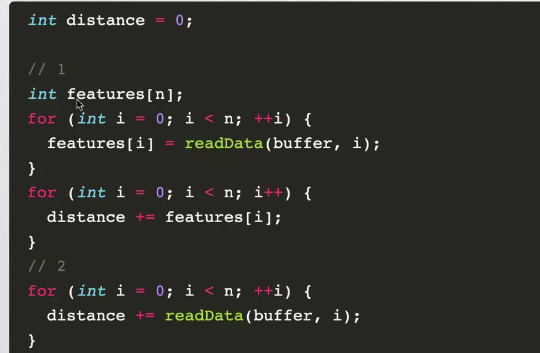 int distance = 0;
// 1
int features[n];
for (int i = 0; i < n; ++i) {
features[i] = readData(buffer, i);
}
for (int i = 0; i < n; i++) {
distance += features[i];
}
// 2
for (int i = 0; i < n; ++i) {
distance += readData(buffer, i);
}